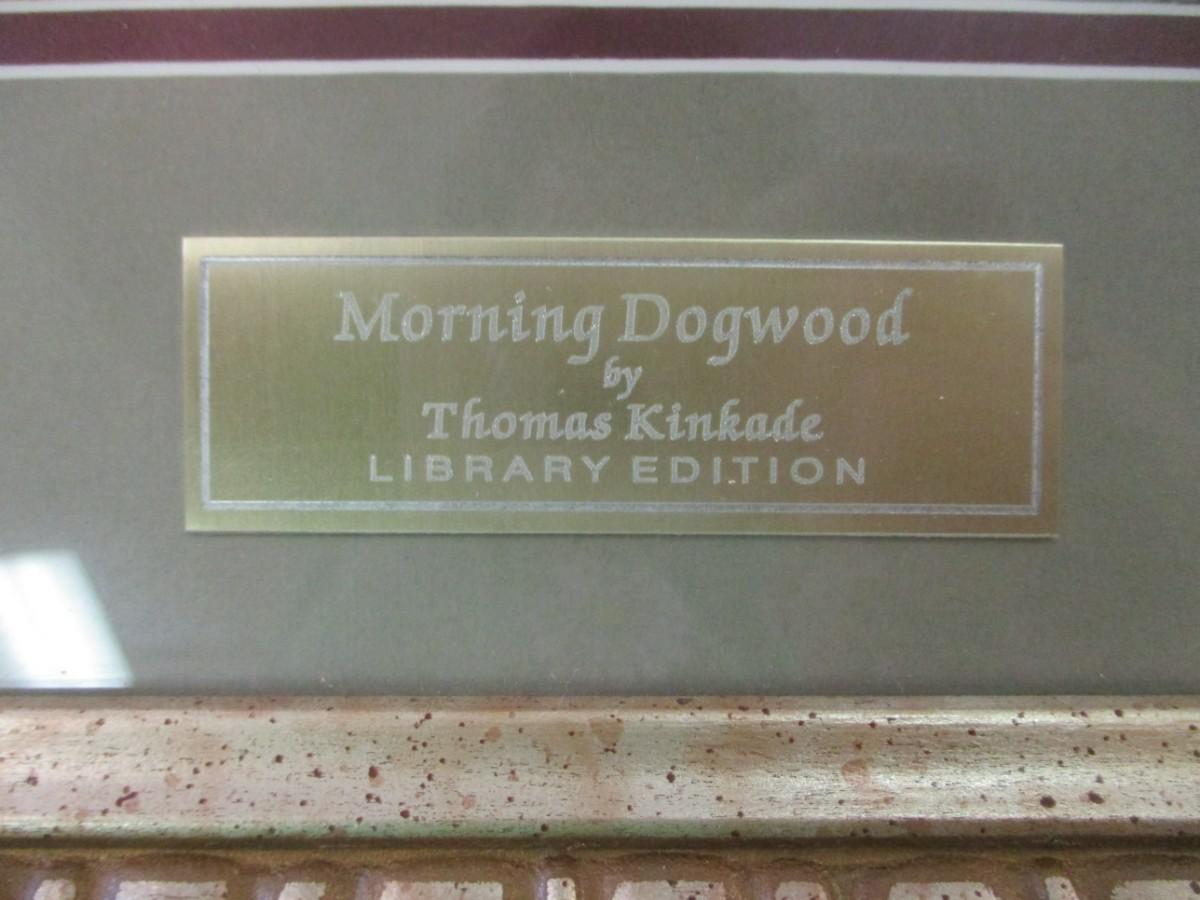 Morning Dogwood
by
Thomas Kinkade
LIBRARY EDITION